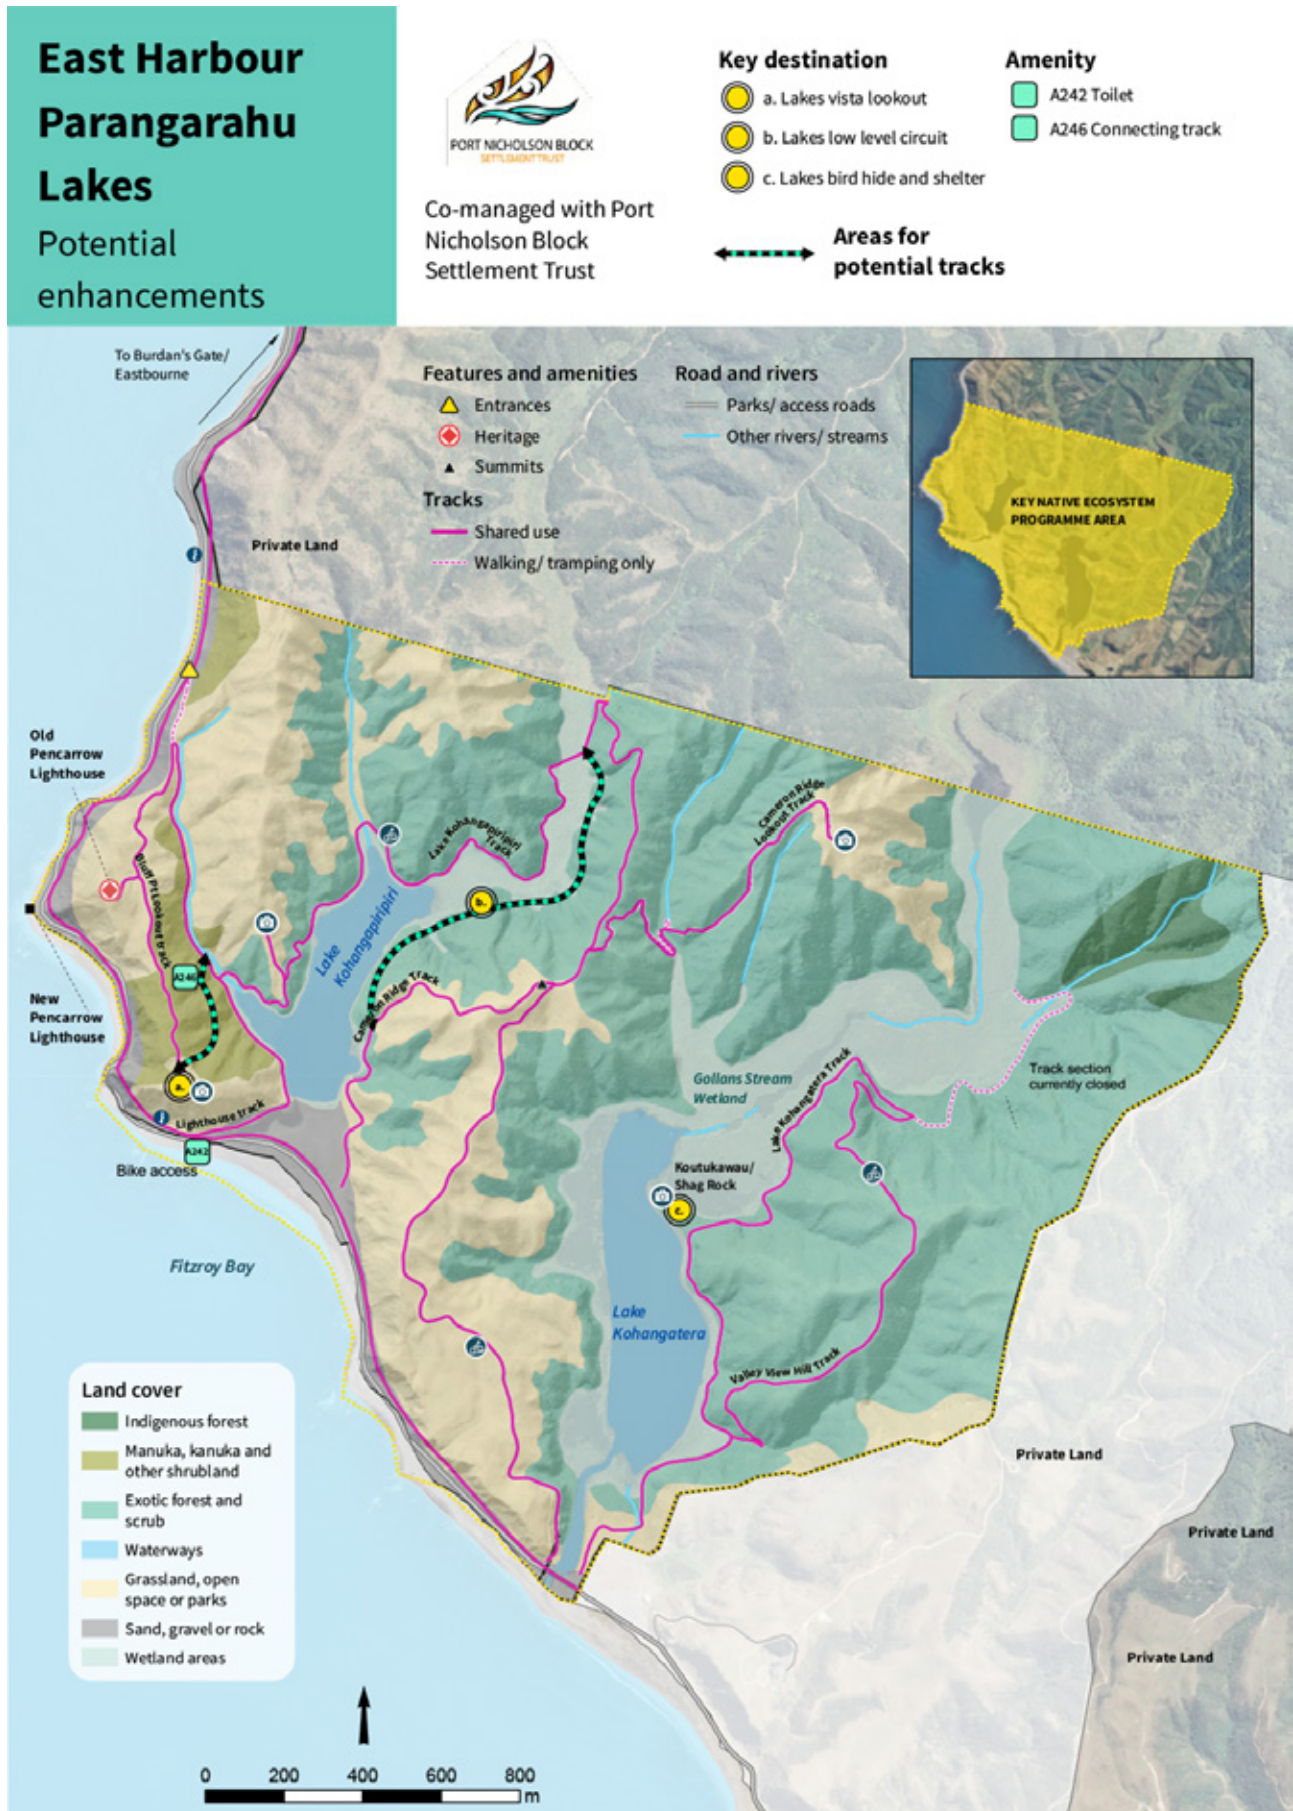 East Harbour
Parangarahu
Lakes
Potential
enhancements
PORT NICHOLSON BLOCK
SETTLEMENT TRUST
Co-managed with Port
Nicholson Block
Settlement Trust
Key destination
a. Lakes vista lookout
b. Lakes low level circuit
c. Lakes bird hide and shelter
Areas for
potential tracks
Amenity
A242 Toilet
A246 Connecting track
To Burdan's Gate/
Eastbourne
Features and amenities
Entrances
Heritage
Summits
Tracks
Shared use
Walking/ tramping only
Road and rivers
Parks/ access roads
Other rivers/ streams
KEY NATIVE ECOSYSTEM
PROGRAMME AREA
Private Land
Old
Pencarrow
Lighthouse
Cameron Ridge
Lookout Track
Lake Kohangapiripiri
Track
Bluff Pt Lookout track
b.
Lake
Kohangapiripiri
A246
Cameron Ridge Track
New
Pencarrow
Lighthouse
a.
Lighthouse track
A242
Bike access
Gollans Stream
Wetland
Lake Kohangatera Track
Track section
currently closed
Koutukawau/
Shag Rock
c.
Fitzroy Bay
Lake
Kohangatera
Valley View Hill Track
Land cover
Indigenous forest
Manuka, kanuka and
other shrubland
Exotic forest and
scrub
Waterways
Grassland, open
space or parks
Sand, gravel or rock
Wetland areas
Private Land
Private Land
Private Land
0 200 400 600 800
m